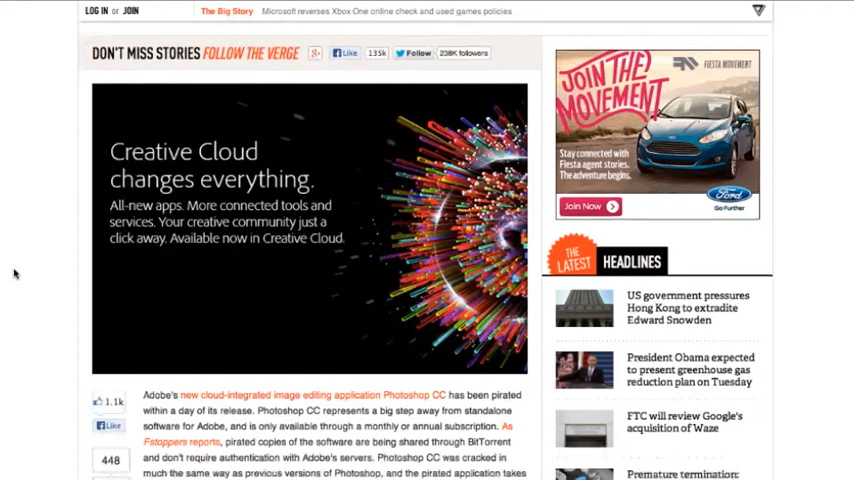 LOG IN or JOIN
The Big Story Microsoft reverses Xbox One online check and used games policies
DON'T MISS STORIES FOLLOW THE VERGE
Like 135k Follow 238K followers
Creative Cloud
changes everything.
All-new apps. More connected tools and
services. Your creative community just a
click away. Available now in Creative Cloud.
1.1k
Like
448
Adobe's new cloud-integrated image editing application Photoshop CC has been pirated
within a day of its release. Photoshop CC represents a big step away from standalone
software for Adobe, and is only available through a monthly or annual subscription. As
Fstoppers reports, pirated copies of the software are being shared through BitTorrent
and don't require authentication with Adobe's servers. Photoshop CC was cracked in
much the same way as previous versions of Photoshop, and the pirated application takes
JOIN THE
MOVEMENT
FIESTA MOVEMENT
Stay connected with
Fiesta agent stories.
The adventure begins.
Join Now
Ford
Go Further
THE
LATEST
HEADLINES
US government pressures
Hong Kong to extradite
Edward Snowden
President Obama expected
to present greenhouse gas
reduction plan on Tuesday
FTC will review Google's
acquisition of Waze
Premature termination: